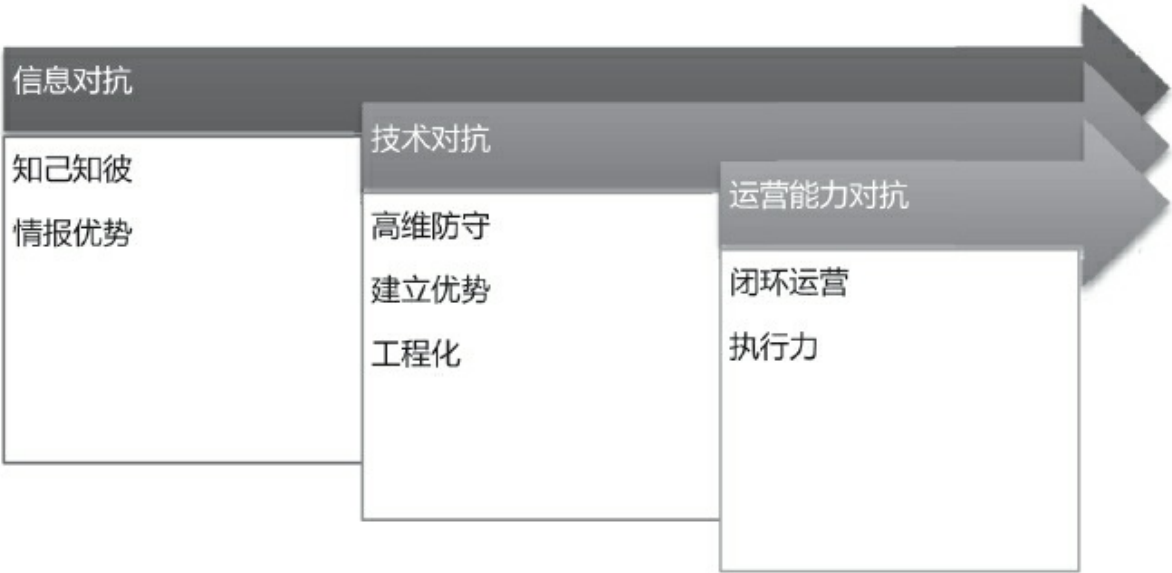 信息对抗
知己知彼
情报优势
技术对抗
高维防守
建立优势
工程化
运营能力对抗
闭环运营
执行力